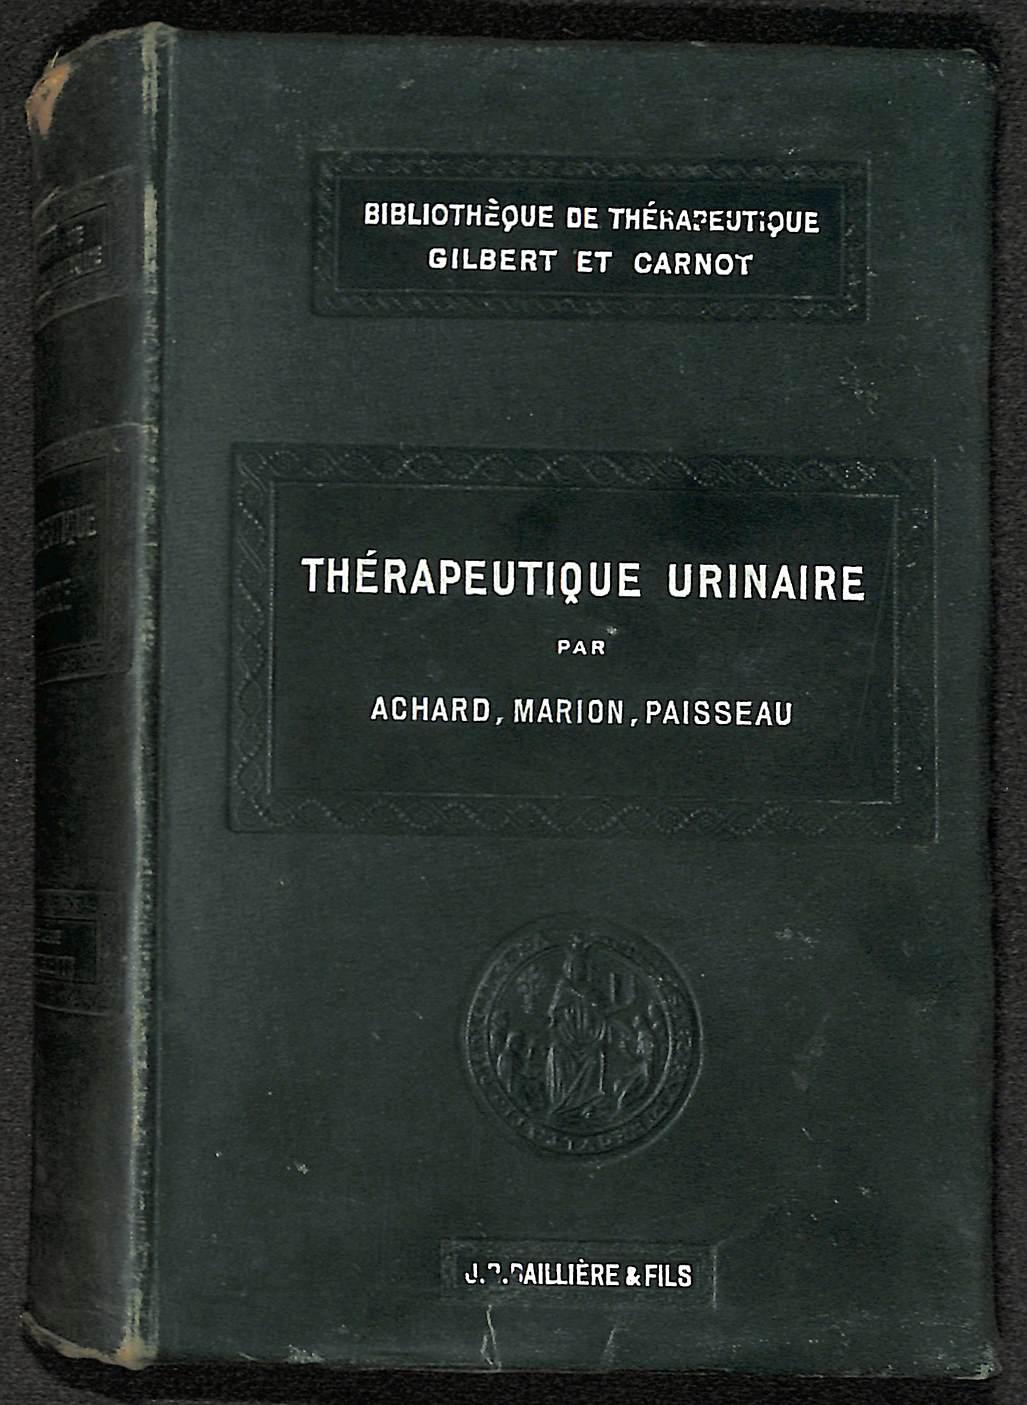 BIBLIOTHÈQUE DE THÉRAPEUTIQUE
GILBERT ET CARNOT
THÉRAPEUTIQUE URINAIRE
PAR
ACHARD, MARION, PAISSEAU
J.B. BAILLIÈRE & FILS